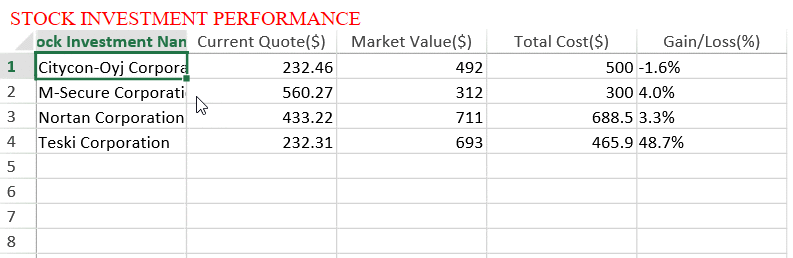 STOCK INVESTMENT PERFORMANCE
ock Investment Nan Current Quote($) Market Value($) Total Cost($) Gain/Loss(%)
1 Citycon-Oyj Corpora 232.46 492 500 -1.6%
2 M-Secure Corporati 560.27 312 300 4.0%
3 Nortan Corporation 433.22 711 688.5 3.3%
4 Teski Corporation 232.31 693 465.9 48.7%
5
6
7
8